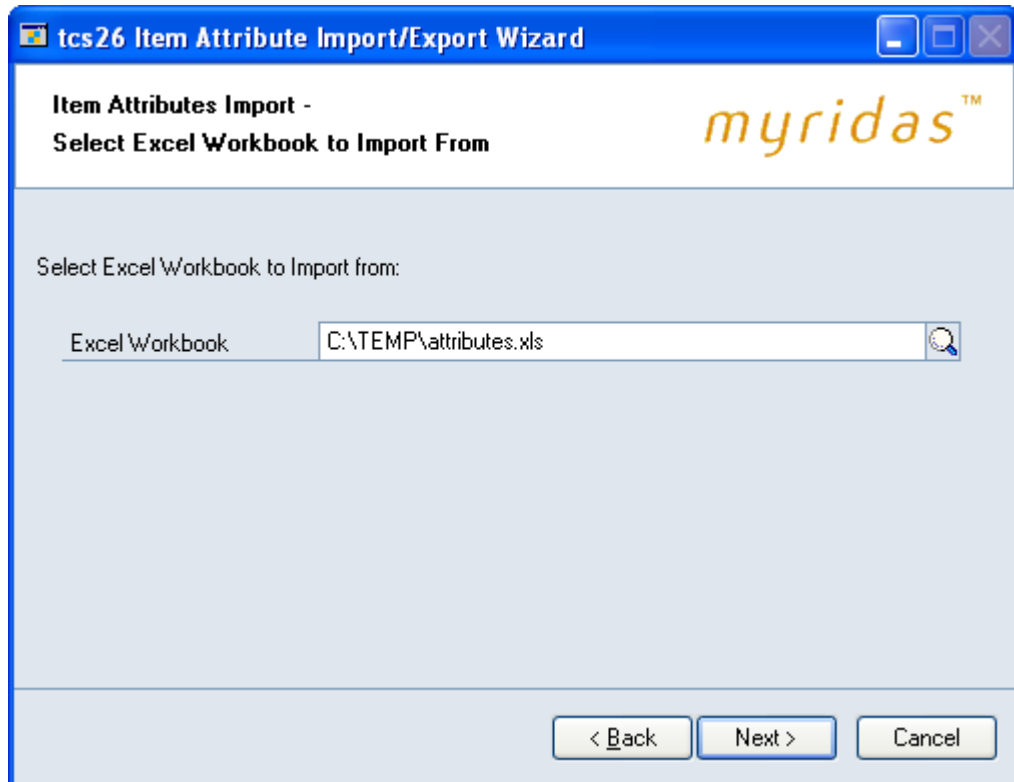 tcs26 Item Attribute Import/Export Wizard
Item Attributes Import -
Select Excel Workbook to Import From
myridas™
Select Excel Workbook to Import from:
Excel Workbook C:\TEMP\attributes.xls
< Back Next > Cancel